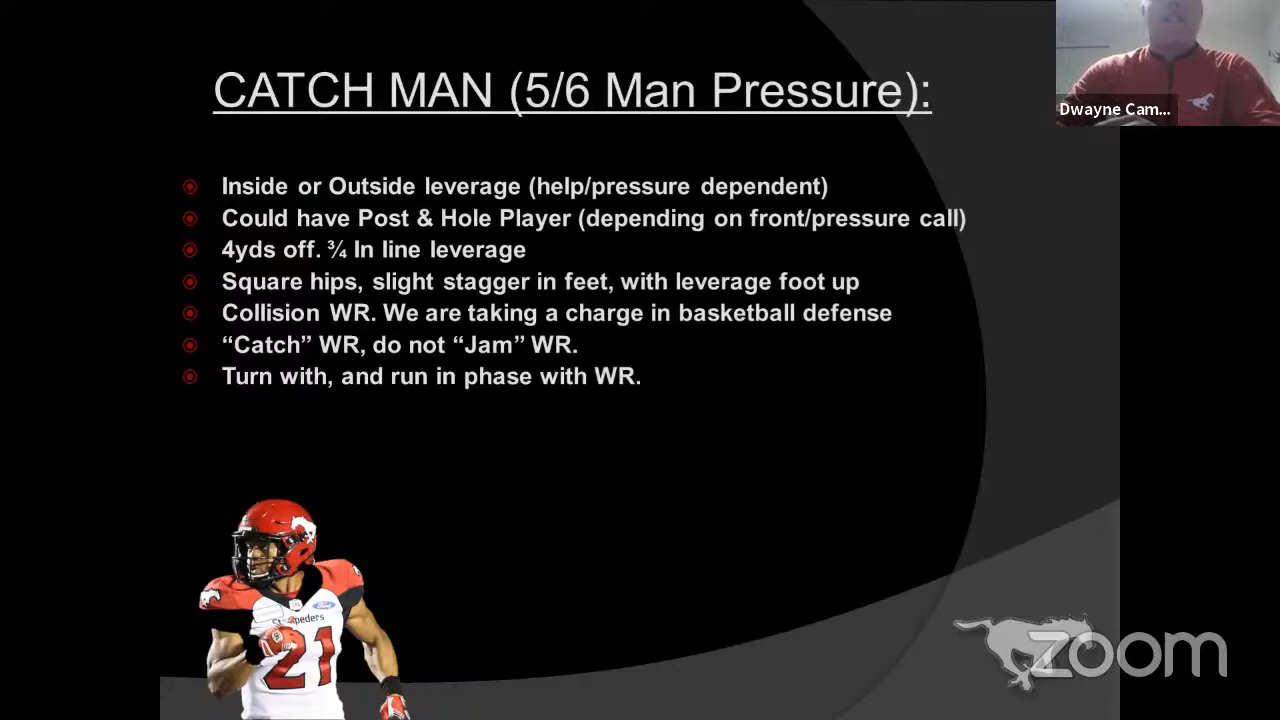 CATCH MAN (5/6 Man Pressure):
Dwayne Cam...
Inside or Outside leverage (help/pressure dependent)
Could have Post & Hole Player (depending on front/pressure call)
4yds off. ¾ In line leverage
Square hips, slight stagger in feet, with leverage foot up
Collision WR. We are taking a charge in basketball defense
“Catch” WR, do not “Jam” WR.
Turn with, and run in phase with WR.
Ford
21
zoom